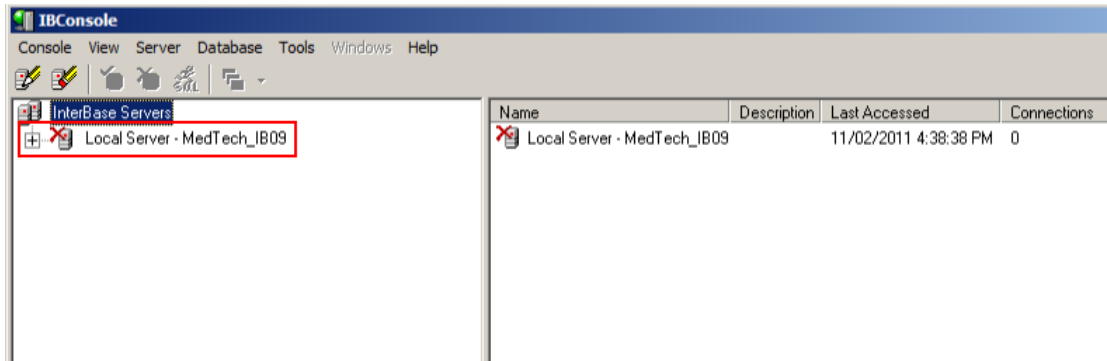 IBConsole
Console View Server Database Tools Windows Help
InterBase Servers
Local Server - MedTech_IB09
Name Description Last Accessed Connections
Local Server - MedTech_IB09 11/02/2011 4:38:38 PM 0